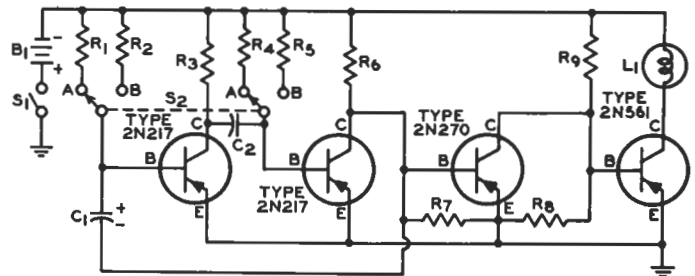 B1
−
+
S1
R1
R2
A
B
S2
R3
R4
R5
A
B
R6
R9
L1
TYPE
2N217
C
B
E
C2
TYPE
2N217
C
B
E
TYPE
2N270
C
B
E
TYPE
2N561
C
B
E
C1
+
−
R7
R8